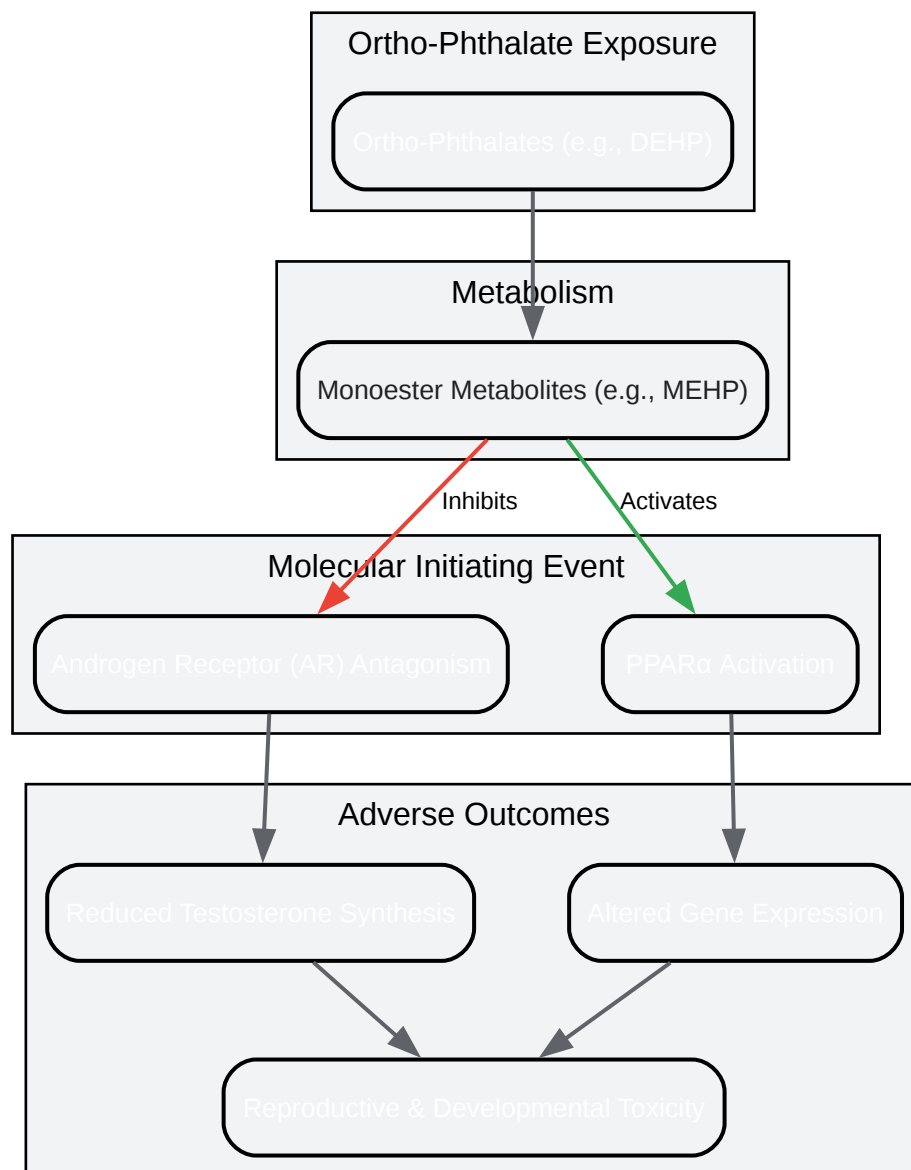 Ortho-Phthalate Exposure
Ortho-Phthalates (e.g., DEHP)
Metabolism
Monoester Metabolites (e.g., MEHP)
Inhibits
Activates
Molecular Initiating Event
Androgen Receptor (AR) Antagonism
PPARα Activation
Adverse Outcomes
Reduced Testosterone Synthesis
Altered Gene Expression
Reproductive & Developmental Toxicity